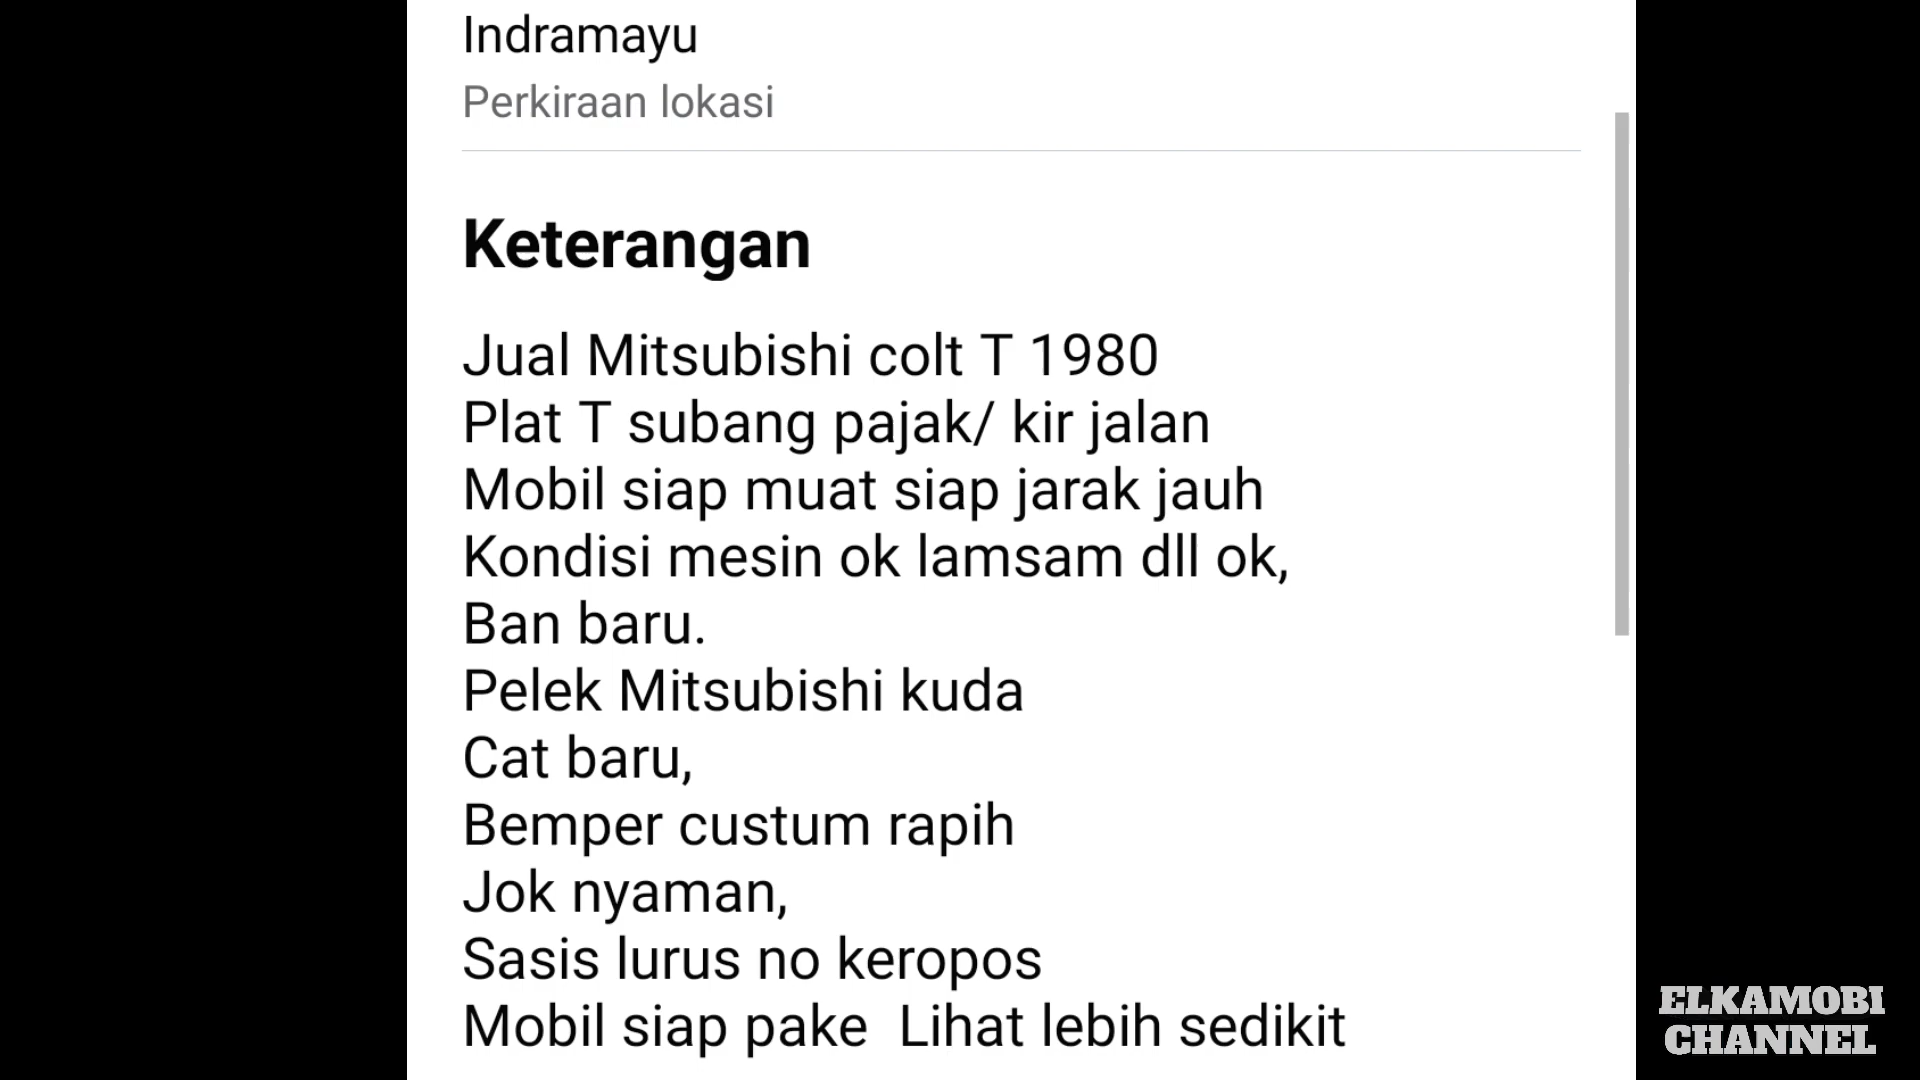 Indramayu
Perkiraan lokasi
Keterangan
Jual Mitsubishi colt T 1980
Plat T subang pajak/ kir jalan
Mobil siap muat siap jarak jauh
Kondisi mesin ok lamsam dll ok,
Ban baru.
Pelek Mitsubishi kuda
Cat baru,
Bemper custum rapih
Jok nyaman,
Sasis lurus no keropos
Mobil siap pake  Lihat lebih sedikit
ELKAMOBI
CHANNEL